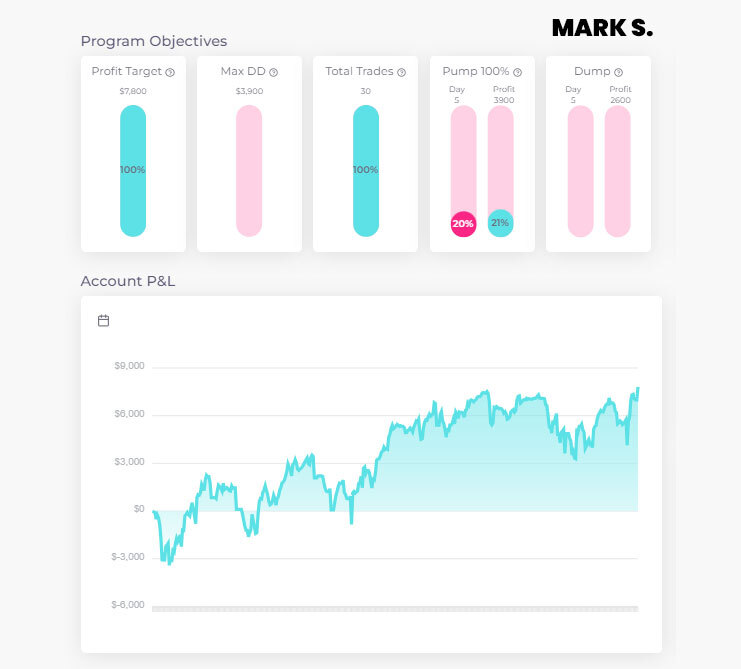 MARK S.
Program Objectives
Profit Target
$7,800
100%
Max DD
$3,900
Total Trades
30
100%
Pump 100%
Day Profit
5 3900
20% 21%
Dump
Day Profit
5 2600
Account P&L
$9,000
$6,000
$3,000
$0
$-3,000
$-6,000